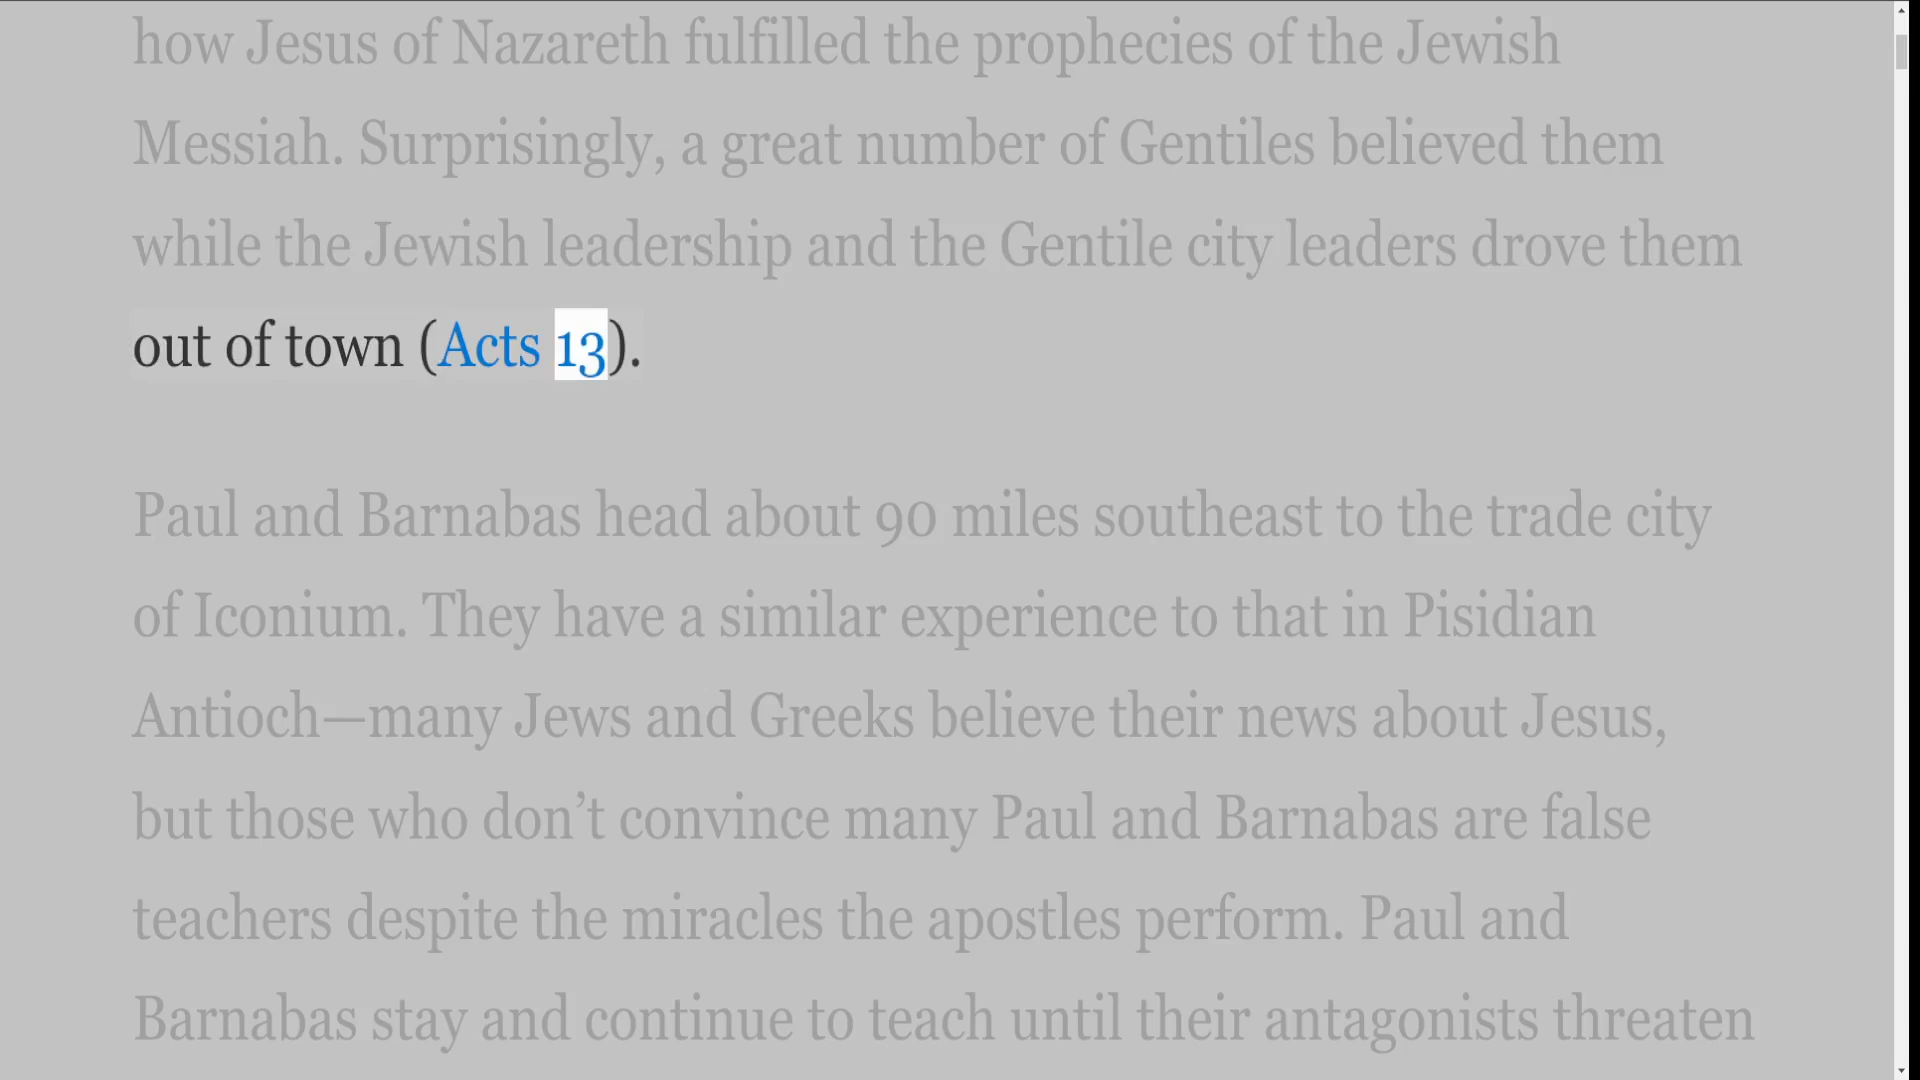 how Jesus of Nazareth fulfilled the prophecies of the Jewish
Messiah. Surprisingly, a great number of Gentiles believed them
while the Jewish leadership and the Gentile city leaders drove them
out of town (Acts 13).
Paul and Barnabas head about 90 miles southeast to the trade city
of Iconium. They have a similar experience to that in Pisidian
Antioch—many Jews and Greeks believe their news about Jesus,
but those who don’t convince many Paul and Barnabas are false
teachers despite the miracles the apostles perform. Paul and
Barnabas stay and continue to teach until their antagonists threaten